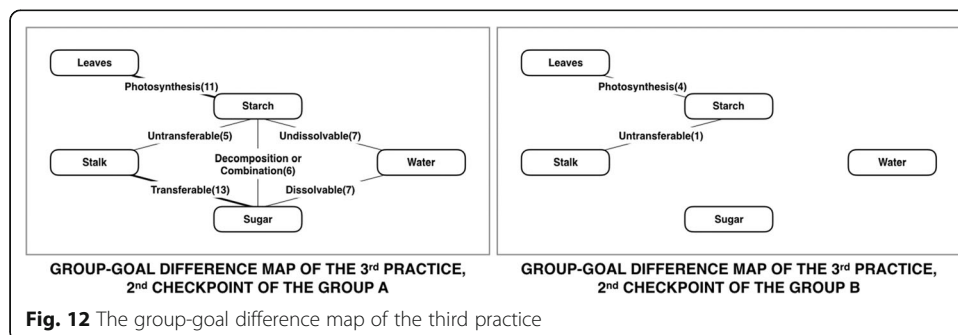 Leaves
Photosynthesis(11)
Starch
Untransferable(5)
Undissolvable(7)
Stalk
Decomposition or
Combination(6)
Water
Transferable(13)
Dissolvable(7)
Sugar
GROUP-GOAL DIFFERENCE MAP OF THE 3rd PRACTICE,
2nd CHECKPOINT OF THE GROUP A
Leaves
Photosynthesis(4)
Starch
Untransferable(1)
Stalk
Water
Sugar
GROUP-GOAL DIFFERENCE MAP OF THE 3rd PRACTICE,
2nd CHECKPOINT OF THE GROUP B
Fig. 12 The group-goal difference map of the third practice